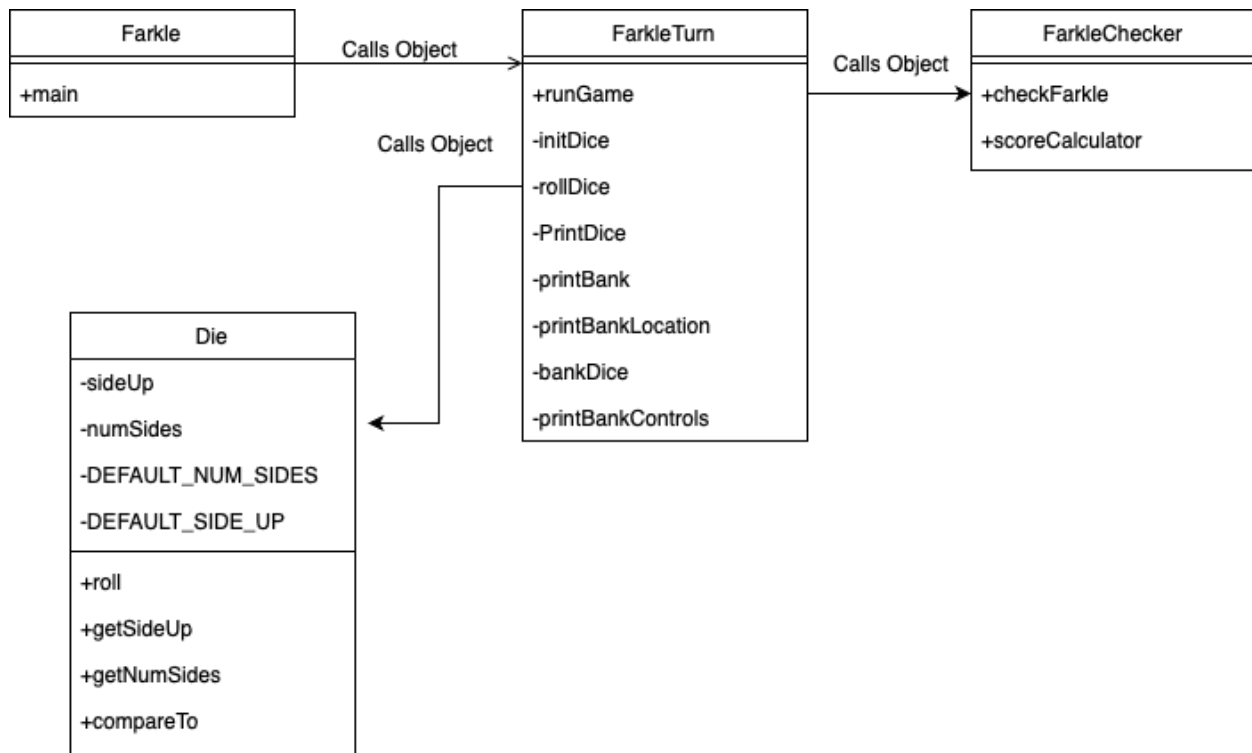 Farkle
+main
Calls Object
FarkleTurn
+runGame
-initDice
-rollDice
-PrintDice
-printBank
-printBankLocation
-bankDice
-printBankControls
Calls Object
FarkleChecker
+checkFarkle
+scoreCalculator
Calls Object
Die
-sideUp
-numSides
-DEFAULT_NUM_SIDES
-DEFAULT_SIDE_UP
+roll
+getSideUp
+getNumSides
+compareTo